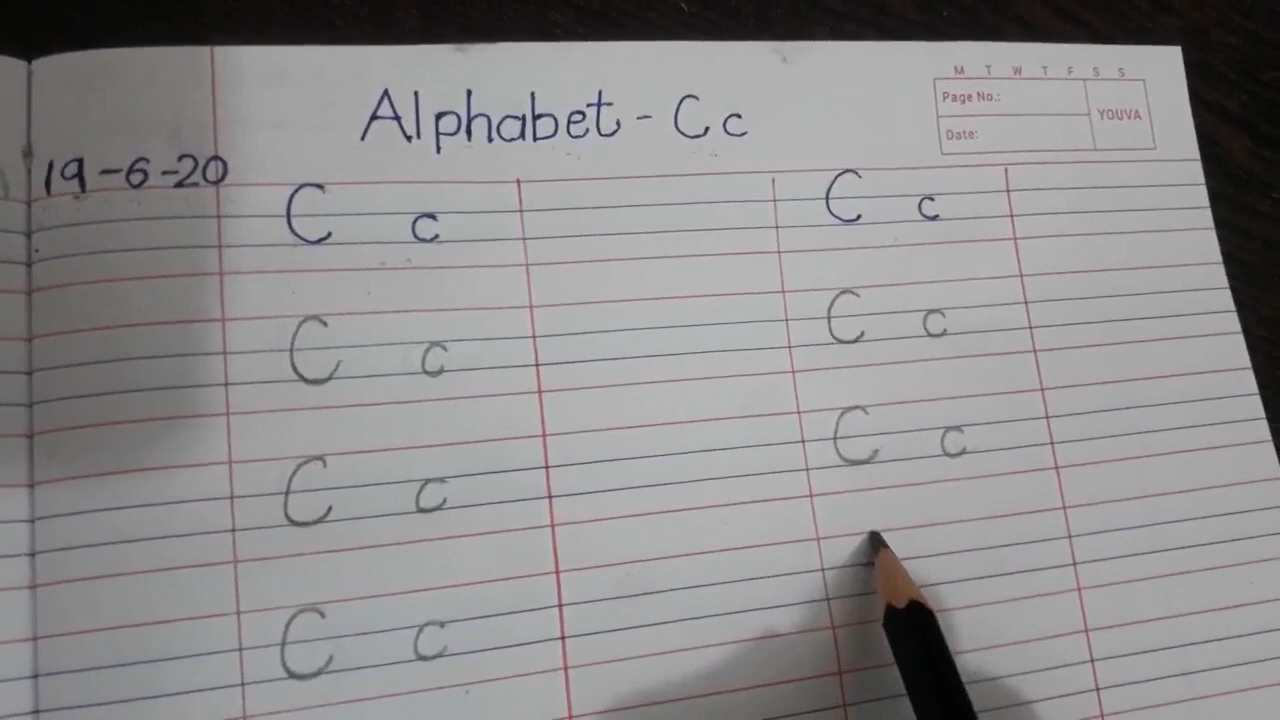 M T W T F S S
Alphabet - Cc
Page No.:
YOUVA
Date:
19-6-20
C c C c
C c C c
C c C c
C c